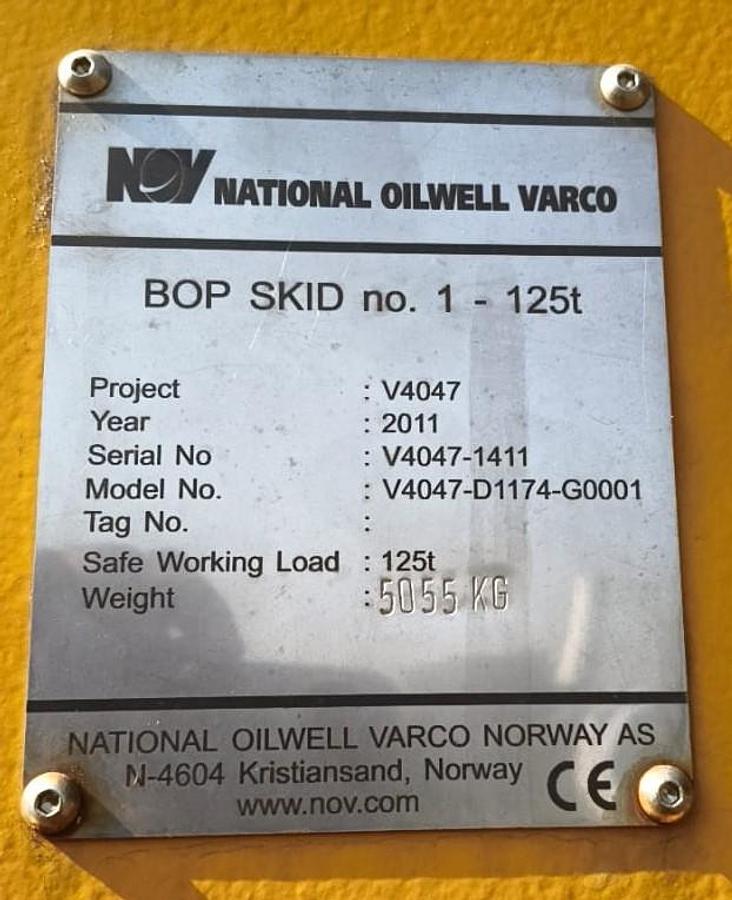 NOV NATIONAL OILWELL VARCO
BOP SKID no. 1 - 125t
Project : V4047
Year : 2011
Serial No : V4047-1411
Model No. : V4047-D1174-G0001
Tag No. :
Safe Working Load : 125t
Weight : 5055 KG
NATIONAL OILWELL VARCO NORWAY AS
N-4604 Kristiansand, Norway
www.nov.com CE